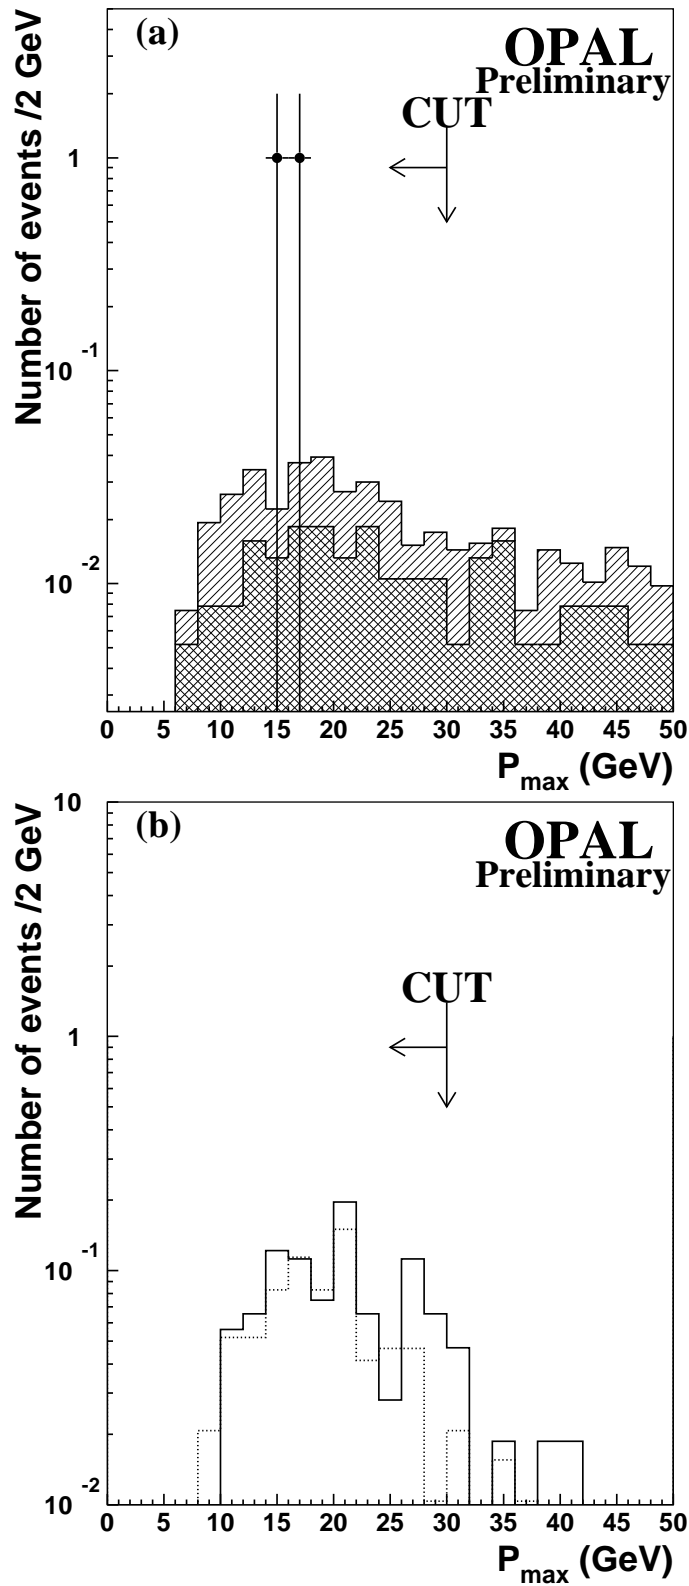 (a)
OPAL
Preliminary
CUT
Number of events /2 GeV
1
10 -1
10 -2
0 5 10 15 20 25 30 35 40 45 50
P_max (GeV)
(b)
OPAL
Preliminary
CUT
Number of events /2 GeV
10
1
10 -1
10 -2
0 5 10 15 20 25 30 35 40 45 50
P_max (GeV)